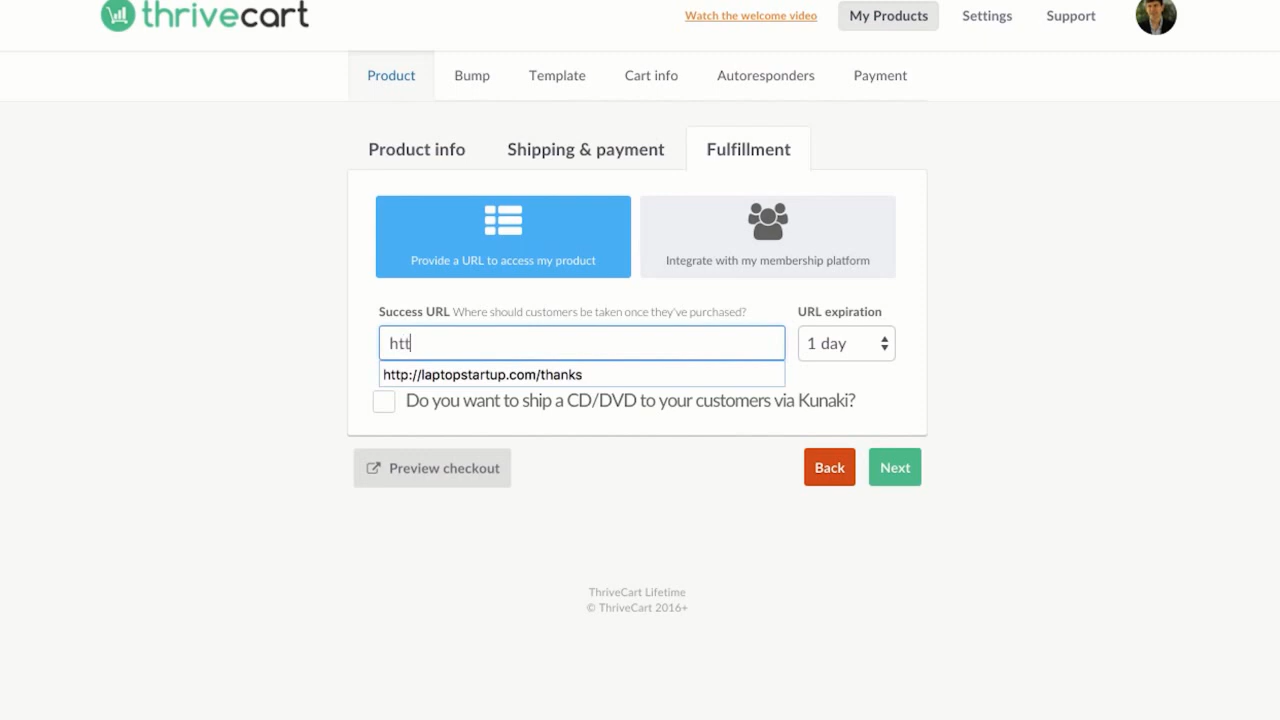 thrivecart
Watch the welcome video
My Products
Settings
Support
Product
Bump
Template
Cart info
Autoresponders
Payment
Product info
Shipping & payment
Fulfillment
Provide a URL to access my product
Integrate with my membership platform
Success URL Where should customers be taken once they've purchased?
URL expiration
htt
1 day
http://laptopstartup.com/thanks
Do you want to ship a CD/DVD to your customers via Kunaki?
Preview checkout
Back
Next
ThriveCart Lifetime
© ThriveCart 2016+